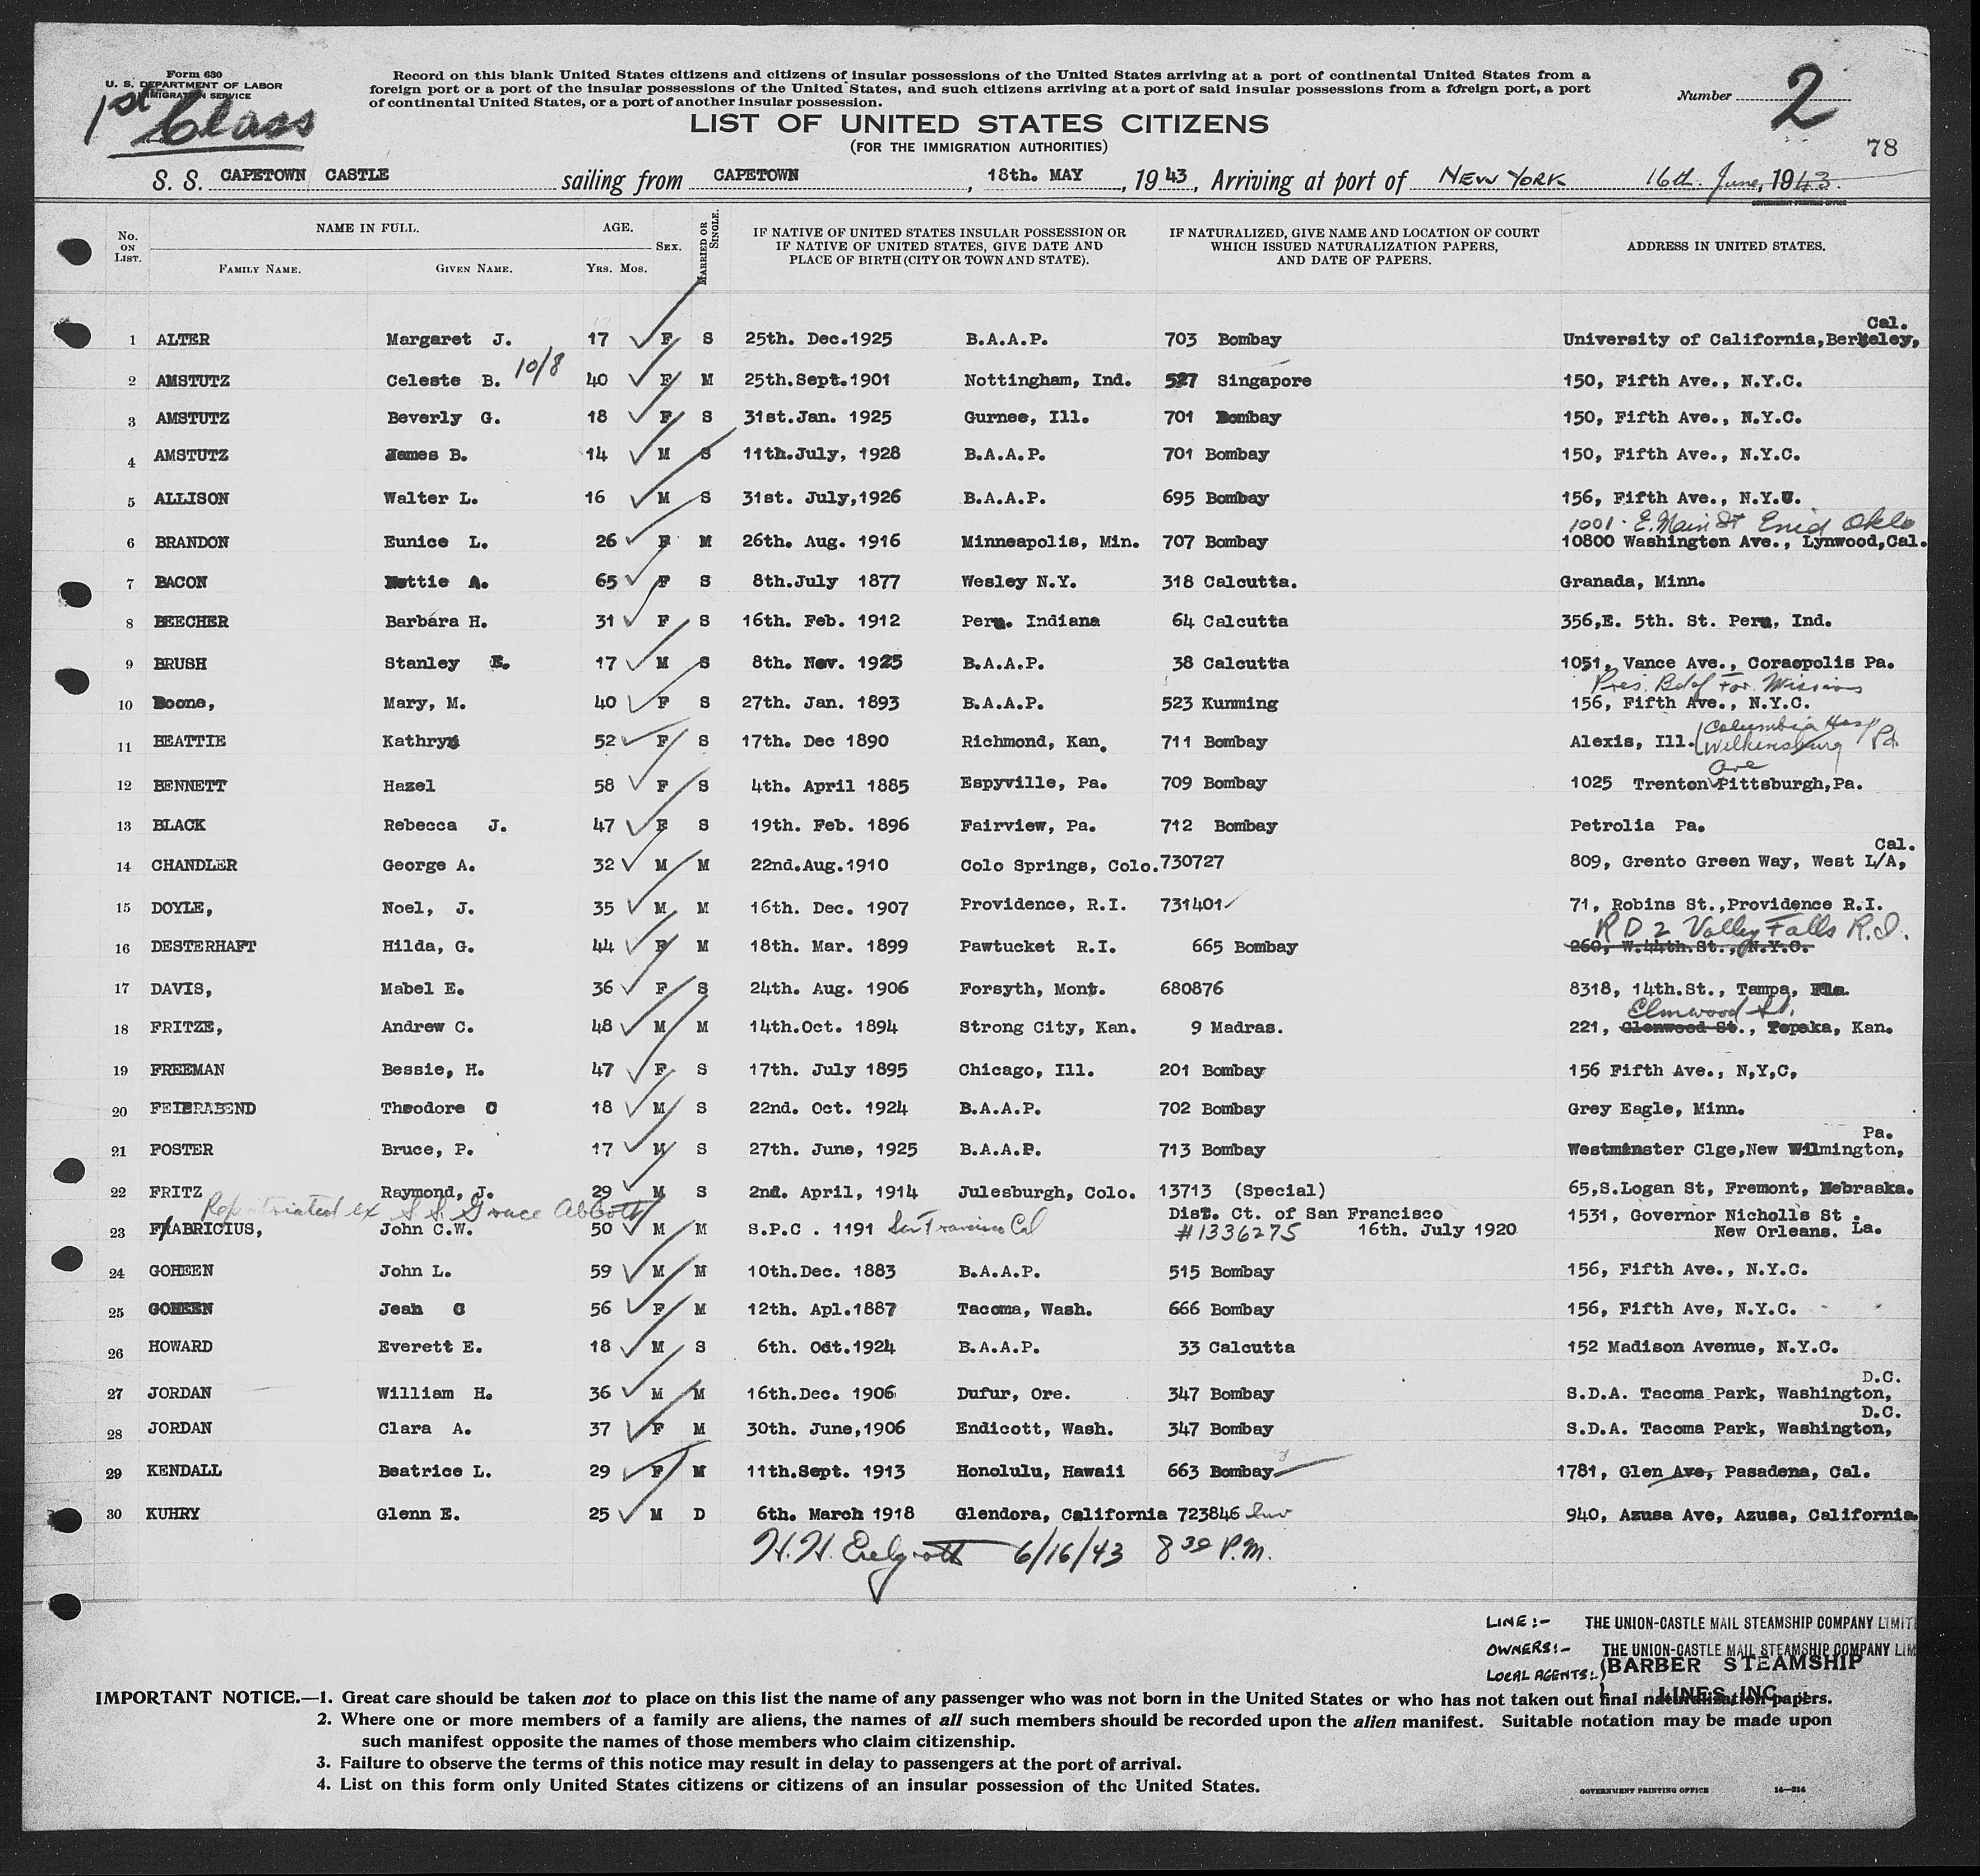 Form 630
U. S. DEPARTMENT OF LABOR
IMMIGRATION SERVICE
1st Class
Record on this blank United States citizens and citizens of insular possessions of the United States arriving at a port of continental United States from a
foreign port or a port of the insular possessions of the United States, and such citizens arriving at a port of said insular possessions from a foreign port, a port
of continental United States, or a port of another insular possession.
Number 2
LIST OF UNITED STATES CITIZENS
(FOR THE IMMIGRATION AUTHORITIES)
78
S. S. CAPETOWN CASTLE sailing from CAPETOWN, 18th. MAY, 1943, Arriving at port of NEW YORK 16th. June, 1943.
GOVERNMENT PRINTING OFFICE
No. ON LIST. NAME IN FULL. FAMILY NAME. GIVEN NAME. AGE. YRS. MOS. SEX. MARRIED OR SINGLE. IF NATIVE OF UNITED STATES INSULAR POSSESSION OR IF NATIVE OF UNITED STATES, GIVE DATE AND PLACE OF BIRTH (CITY OR TOWN AND STATE). IF NATURALIZED, GIVE NAME AND LOCATION OF COURT WHICH ISSUED NATURALIZATION PAPERS, AND DATE OF PAPERS. ADDRESS IN UNITED STATES.
1 ALTER Margaret J. 17 F S 25th. Dec.1925 B.A.A.P. 703 Bombay University of California,Berkeley, Cal.
2 AMSTUTZ Celeste B. 10/8 40 F M 25th.Sept.1901 Nottingham, Ind. 527 Singapore 150, Fifth Ave., N.Y.C.
3 AMSTUTZ Beverly G. 18 F S 31st.Jan. 1925 Gurnee, Ill. 701 Bombay 150, Fifth Ave., N.Y.C.
4 AMSTUTZ James B. 14 M S 11th.July, 1928 B.A.A.P. 701 Bombay 150, Fifth Ave., N.Y.C.
5 ALLISON Walter L. 16 M S 31st. July,1926 B.A.A.P. 695 Bombay 156, Fifth Ave., N.Y.C.
1001 E. Main St Enid Okla
6 BRANDON Eunice L. 26 F M 26th. Aug. 1916 Minneapolis, Min. 707 Bombay 10800 Washington Ave., Lynwood,Cal.
7 BACON Nettie A. 65 F S 8th.July 1877 Wesley N.Y. 318 Calcutta. Granada, Minn.
8 BEECHER Barbara H. 31 F S 16th. Feb. 1912 Peru. Indiana 64 Calcutta 356,E. 5th. St. Peru, Ind.
9 BRUSH Stanley E. 17 M S 8th. Nov. 1925 B.A.A.P. 38 Calcutta 1051, Vance Ave., Coraopolis Pa.
Pres. Bd of For. Missions
10 Boone, Mary, M. 40 F S 27th. Jan. 1893 B.A.A.P. 523 Kunming 156, Fifth Ave., N.Y.C.
11 BEATTIE Kathryn 52 F S 17th. Dec 1890 Richmond, Kan. 711 Bombay Alexis, Ill. (Columbia Hosp Wilkinsburg Pa.
12 BENNETT Hazel 58 F S 4th. April 1885 Espyville, Pa. 709 Bombay 1025 Trenton Ave Pittsburgh,Pa.
13 BLACK Rebecca J. 47 F S 19th. Feb. 1896 Fairview, Pa. 712 Bombay Petrolia Pa.
14 CHANDLER George A. 32 M M 22nd.Aug.1910 Colo Springs, Colo. 730727 809, Grento Green Way, West L/A, Cal.
15 DOYLE, Noel, J. 35 M M 16th. Dec. 1907 Providence, R.I. 731401 71, Robins St.,Providence R.I.
R D 2 Valley Falls R.I.
16 DESTERHAFT Hilda, G. 44 F M 18th. Mar. 1899 Pawtucket R.I. 665 Bombay 260, W.44th.St., N.Y.C.
17 DAVIS, Mabel E. 36 F S 24th. Aug. 1906 Forsyth, Mont. 680876 8318, 14th.St., Tampa, Fla.
Elmwood St.
18 FRITZE, Andrew C. 48 M M 14th.Oct. 1894 Strong City, Kan. 9 Madras. 221, Glenwood St., Topeka, Kan.
19 FREEMAN Bessie, H. 47 F S 17th. July 1895 Chicago, Ill. 201 Bombay 156 Fifth Ave., N,Y,C,
20 FEIERABEND Theodore C 18 M S 22nd. Oct. 1924 B.A.A.P. 702 Bombay Grey Eagle, Minn.
21 FOSTER Bruce, P. 17 M S 27th. June, 1925 B.A.A.P. 713 Bombay Westminster Clge,New Wilmington, Pa.
22 FRITZ Raymond, J. 29 M S 2nd. April, 1914 Julesburgh, Colo. 13713 (Special) 65,S.Logan St, Fremont, Nebraska.
Repatriated ex S.S. Grace Abbott
23 FABRICIUS, John C.W. 50 M M S.P.C . 1191 San Francisco Cal Dist. Ct. of San Francisco #1336275 16th. July 1920 1531, Governor Nicholls St. New Orleans. La.
24 GOHEEN John L. 59 M M 10th.Dec. 1883 B.A.A.P. 515 Bombay 156, Fifth Ave., N.Y.C.
25 GOHEEN Jean C 56 F M 12th. Apl.1887 Tacoma, Wash. 666 Bombay 156, Fifth Ave, N.Y.C.
26 HOWARD Everett E. 18 M S 6th. Oct.1924 B.A.A.P. 33 Calcutta 152 Madison Avenue, N.Y.C.
27 JORDAN William H. 36 M M 16th.Dec. 1906 Dufur, Ore. 347 Bombay S.D.A. Tacoma Park, Washington, D.C.
28 JORDAN Clara A. 37 F M 30th. June,1906 Endicott, Wash. 347 Bombay S.D.A. Tacoma Park, Washington, D.C.
29 KENDALL Beatrice L. 29 F M 11th.Sept. 1913 Honolulu, Hawaii 663 Bombay 1781, Glen Ave, Pasadena, Cal.
30 KUHRY Glenn E. 25 M D 6th. March 1918 Glendora, California 723846 940, Azusa Ave, Azusa, California.
H.H. 6/16/43 8 30 P.M.
LINE:- THE UNION-CASTLE MAIL STEAMSHIP COMPANY LIMIT
OWNERS:- THE UNION-CASTLE MAIL STEAMSHIP COMPANY LIM
LOCAL AGENTS:- (BARBER STEAMSHIP
LINES, INC.
IMPORTANT NOTICE.—1. Great care should be taken not to place on this list the name of any passenger who was not born in the United States or who has not taken out final naturalization papers.
2. Where one or more members of a family are aliens, the names of all such members should be recorded upon the alien manifest. Suitable notation may be made upon
such manifest opposite the names of those members who claim citizenship.
3. Failure to observe the terms of this notice may result in delay to passengers at the port of arrival.
4. List on this form only United States citizens or citizens of an insular possession of the United States.
GOVERNMENT PRINTING OFFICE 14—214